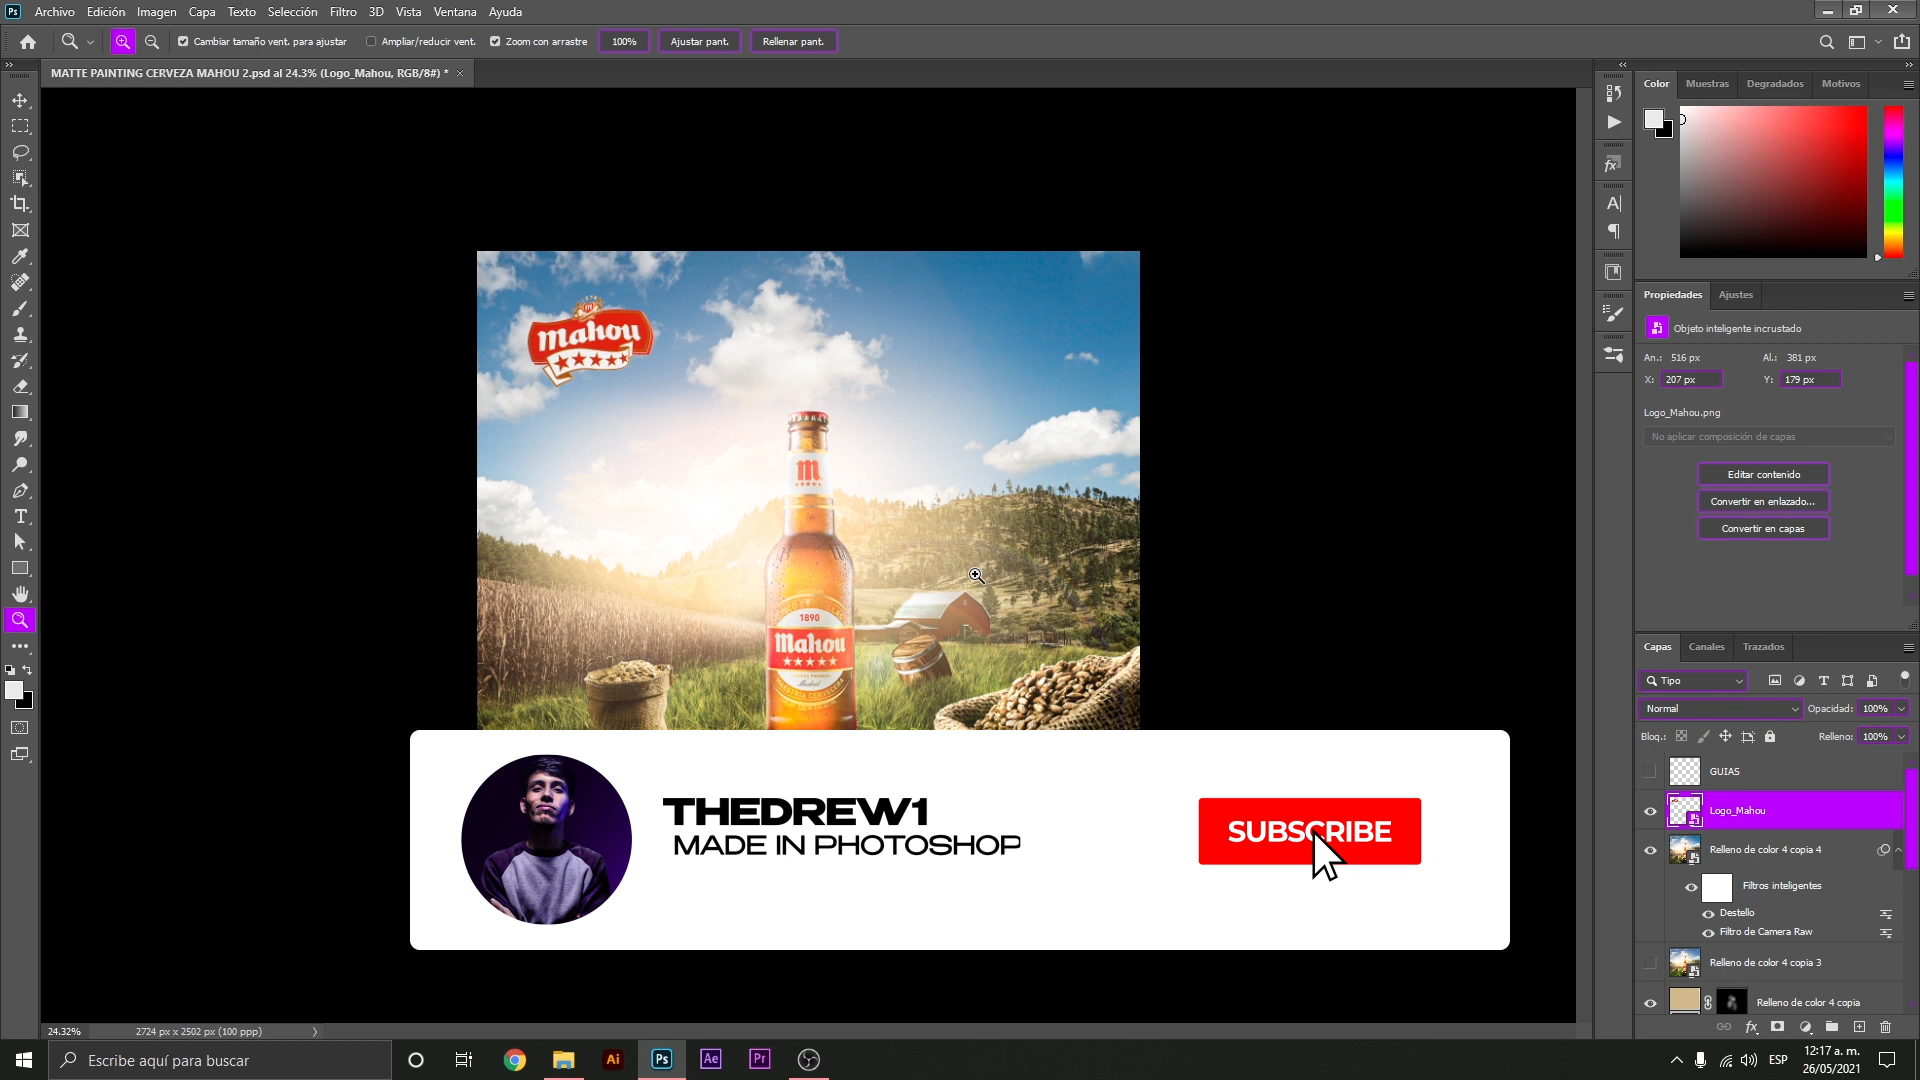 Ps Archivo Edición Imagen Capa Texto Selección Filtro 3D Vista Ventana Ayuda
Cambiar tamaño vent. para ajustar Ampliar/reducir vent. Zoom con arrastre 100% Ajustar pant. Rellenar pant.
MATTE PAINTING CERVEZA MAHOU 2.psd al 24.3% (Logo_Mahou, RGB/8#) *
Color Muestras Degradados Motivos
Propiedades Ajustes
Objeto inteligente incrustado
An.: 516 px Al.: 381 px
X: 207 px Y: 179 px
Logo_Mahou.png
No aplicar composición de capas
Editar contenido
Convertir en enlazado...
Convertir en capas
mahou
m
1890
Mahou
Madrid
Capas Canales Trazados
Tipo
Normal Opacidad: 100%
Bloq.: Relleno: 100%
GUIAS
Logo_Mahou
Relleno de color 4 copia 4
Filtros inteligentes
Destello
Filtro de Camera Raw
Relleno de color 4 copia 3
Relleno de color 4 copia
THEDREW1
MADE IN PHOTOSHOP
SUBSCRIBE
24.32% 2724 px x 2502 px (100 ppp)
Escribe aquí para buscar
Ai Ps Ae Pr
ESP
12:17 a. m.
26/05/2021